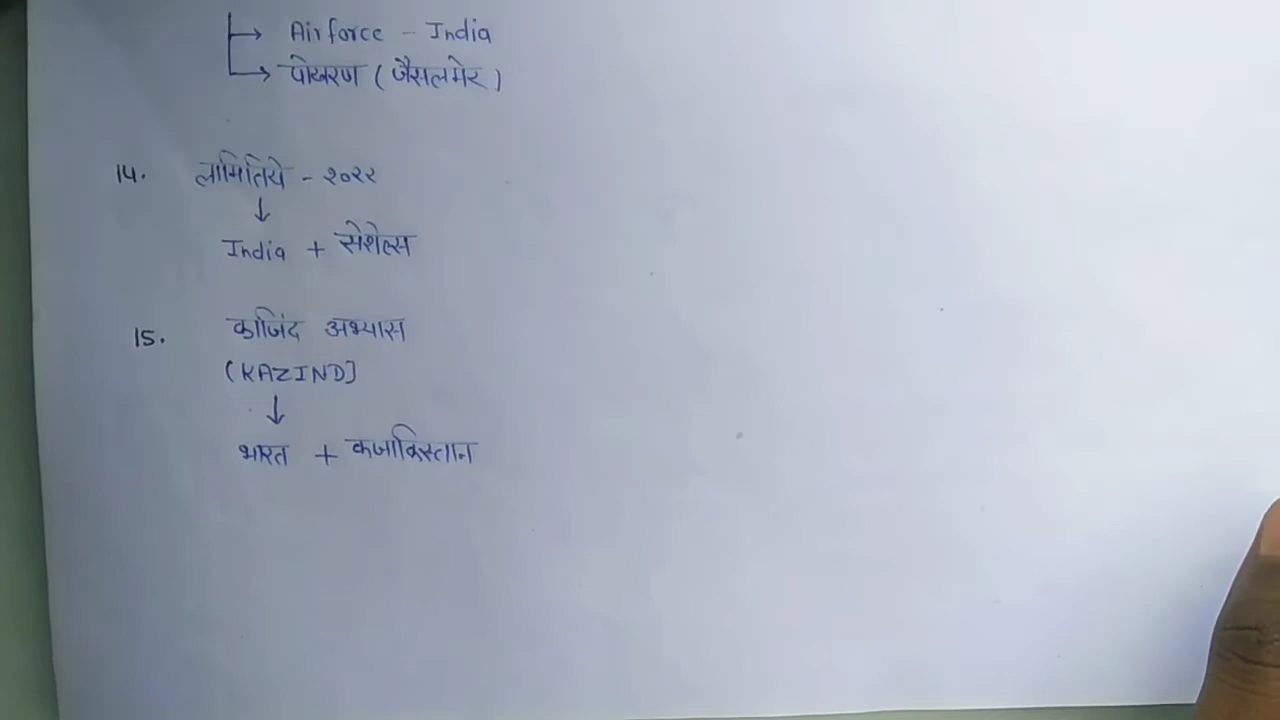 → Airforce - India
→ पोखरण (जैसलमेर)
14. लामितिये - २०२२
↓
India + सेशेल्स
15. काजिंद अभ्यास
(KAZIND]
↓
भारत + कजाकिस्तान